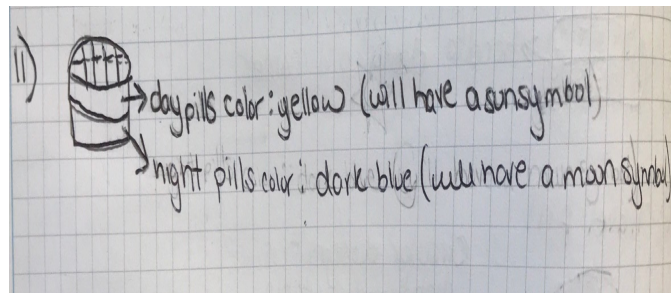 11)
day pills color: yellow (will have a sun symbol)
night pills color: dark blue (will have a moon symbol)